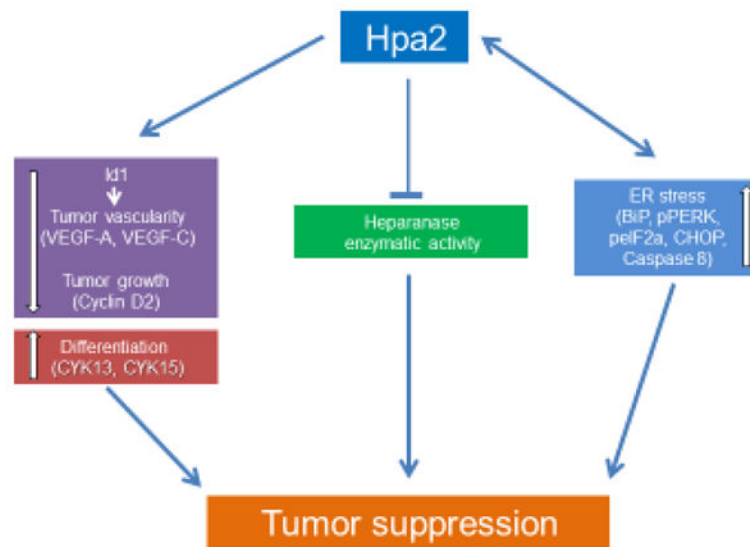 Hpa2
Id1
Tumor vascularity
(VEGF-A, VEGF-C)
Tumor growth
(Cyclin D2)
Differentiation
(CYK13, CYK15)
Heparanase
enzymatic activity
ER stress
(BiP, pPERK,
peIF2a, CHOP,
Caspase 8)
Tumor suppression